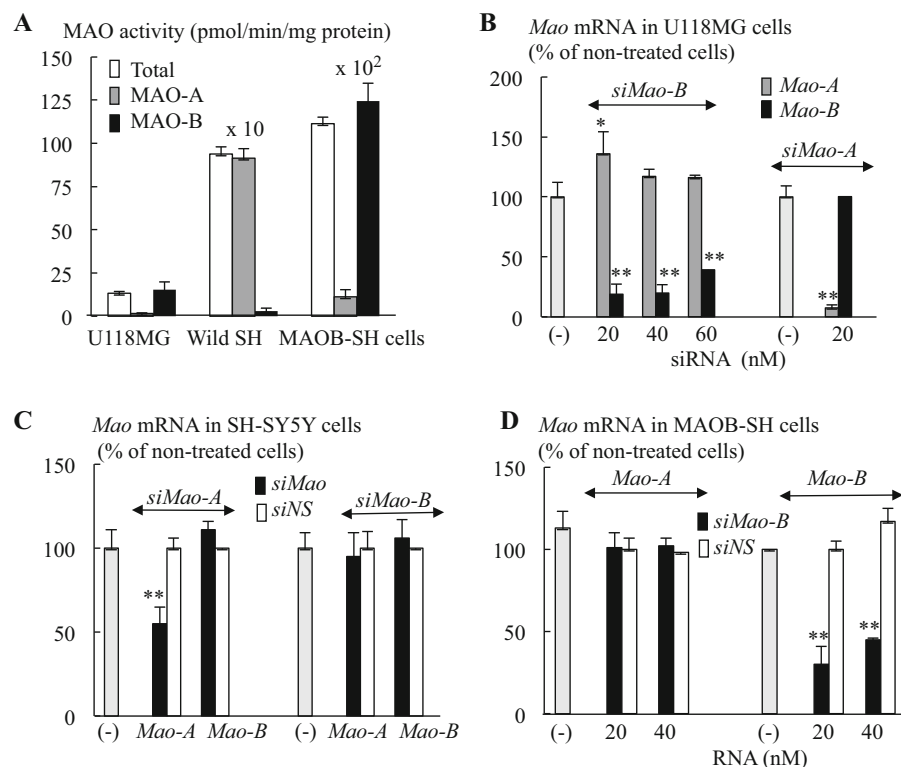 A
MAO activity (pmol/min/mg protein)
150
125
100
75
50
25
0
Total
MAO-A
MAO-B
x 10
x 10²
U118MG Wild SH MAOB-SH cells
B
Mao mRNA in U118MG cells
(% of non-treated cells)
200
150
100
50
0
siMao-B
Mao-A
Mao-B
siMao-A
*
**
**
**
**
(-) 20 40 60 (-) 20
siRNA (nM)
C
Mao mRNA in SH-SY5Y cells
(% of non-treated cells)
150
100
50
0
siMao-A
siMao
siNS
siMao-B
**
(-) Mao-A Mao-B (-) Mao-A Mao-B
D
Mao mRNA in MAOB-SH cells
(% of non-treated cells)
150
100
50
0
Mao-A
Mao-B
siMao-B
siNS
**
**
(-) 20 40 (-) 20 40
RNA (nM)